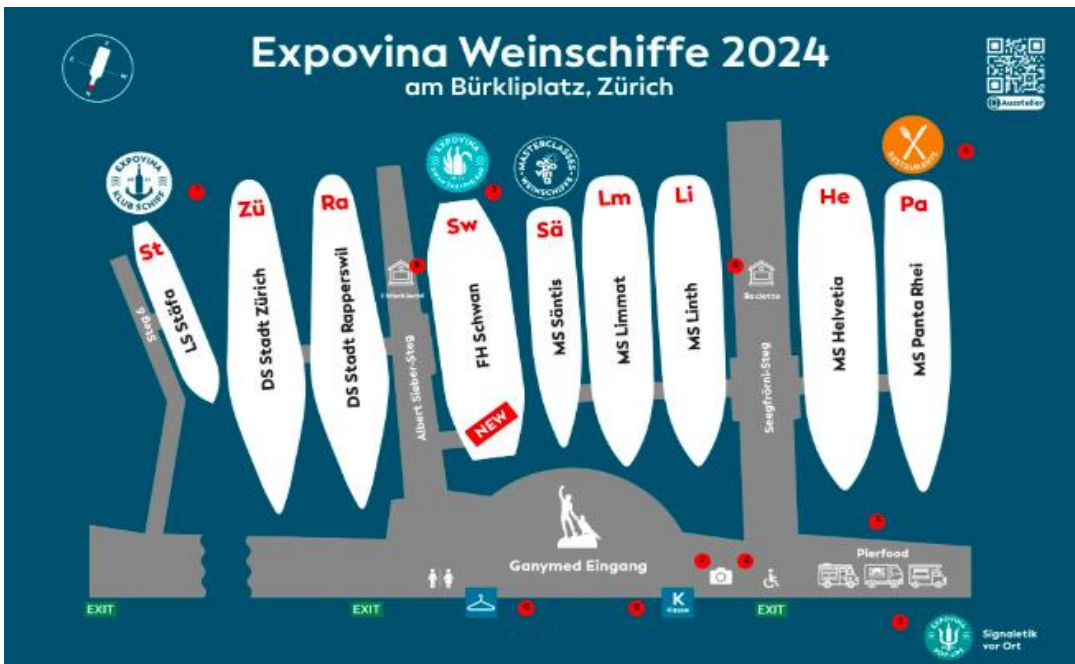 Expovina Weinschiffe 2024
am Bürkliplatz, Zürich
Aussteller
EXPOVINA
KLUB SCHIFF
EXPOVINA
MASTERCLASSES
WEINSCHIFFE
RESTAURANTS
St
LS Stäfa
Steg 6
Zü
DS Stadt Zürich
Ra
DS Stadt Rapperswil
Albert Sieber-Steg
Sw
FH Schwan
NEW
Sä
MS Säntis
Lm
MS Limmat
Li
MS Linth
Raclette
Seegfrörni-Steg
He
MS Helvetia
Pa
MS Panta Rhei
Ganymed Eingang
Pierfood
EXIT
EXIT
K
Kasse
EXIT
EXPOVINA
Signaletik
vor Ort